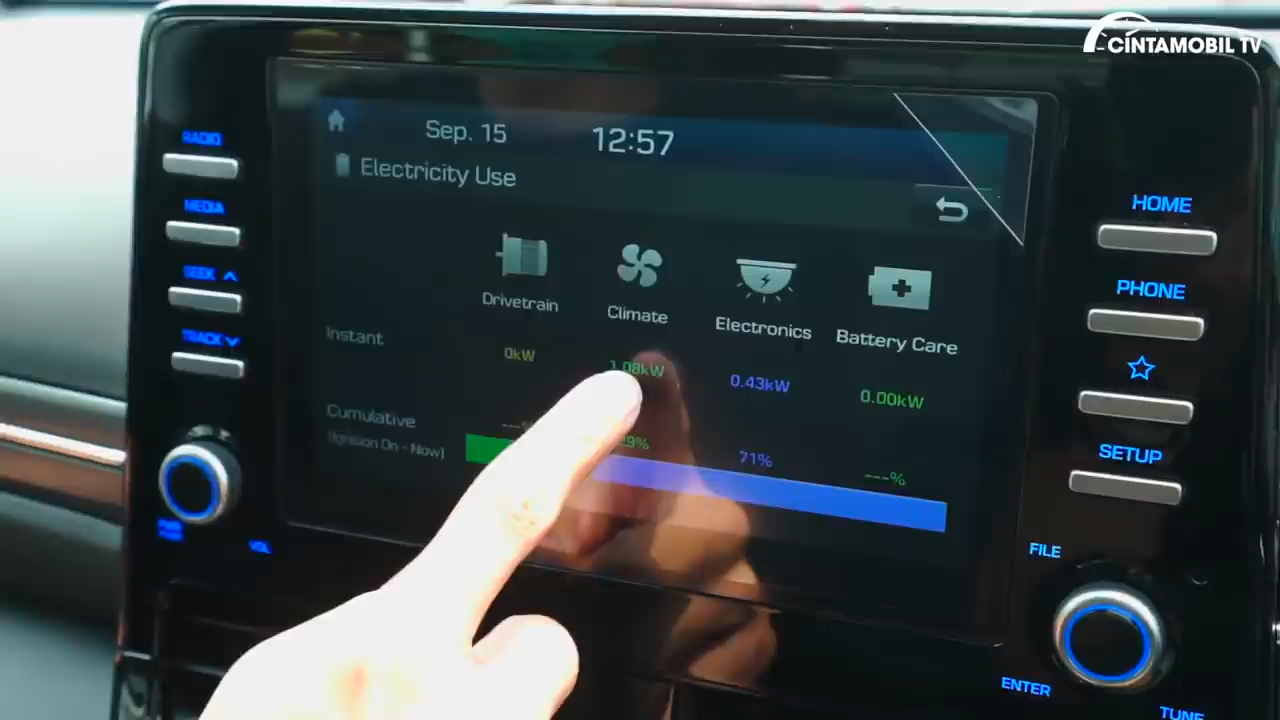 CINTAMOBIL TV
RADIO
MEDIA
SEEK
TRACK
VOL
Sep. 15 12:57
Electricity Use
Drivetrain Climate Electronics Battery Care
Instant 0kW 1.08kW 0.43kW 0.00kW
Cumulative
(Ignition On - Now) 71% ---%
HOME
PHONE
SETUP
FILE
ENTER
TUNE